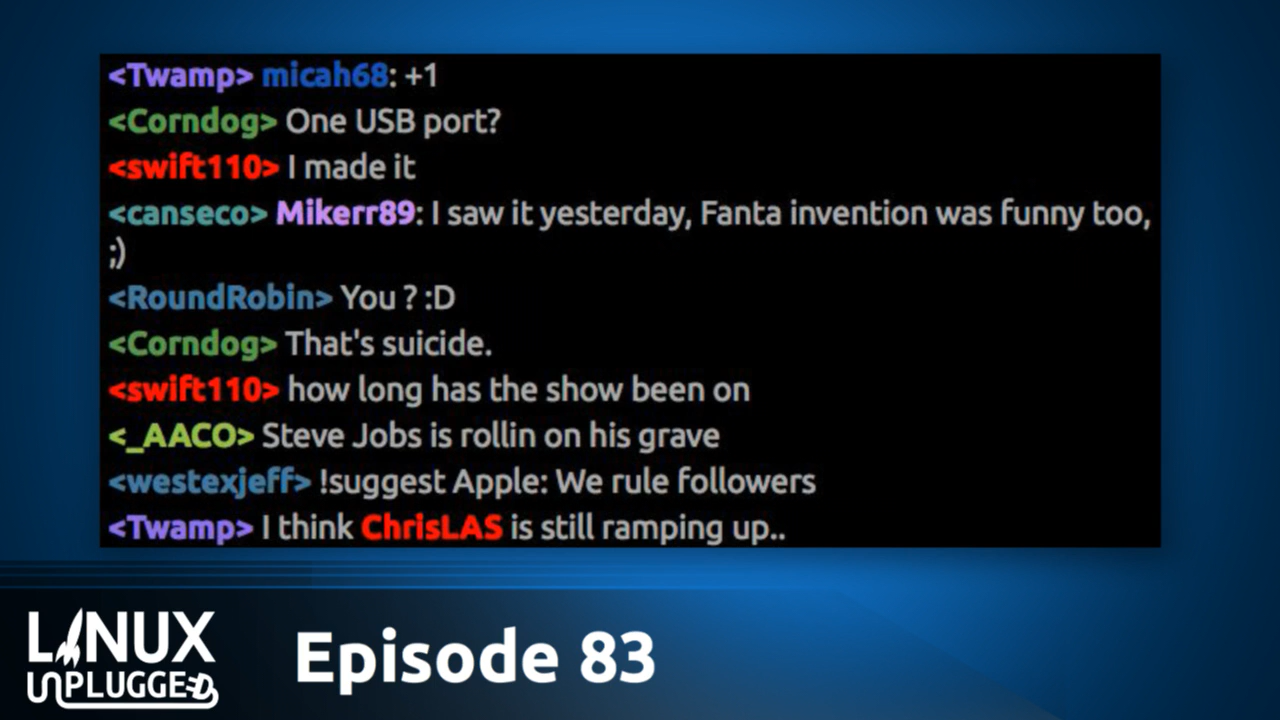 <Twamp> micah68: +1
<Corndog> One USB port?
<swift110> I made it
<canseco> Mikerr89: I saw it yesterday, Fanta invention was funny too,
;)
<RoundRobin> You ? :D
<Corndog> That's suicide.
<swift110> how long has the show been on
<_AACO> Steve Jobs is rollin on his grave
<westexjeff> !suggest Apple: We rule followers
<Twamp> I think ChrisLAS is still ramping up..
LINUX
UNPLUGGED
Episode 83